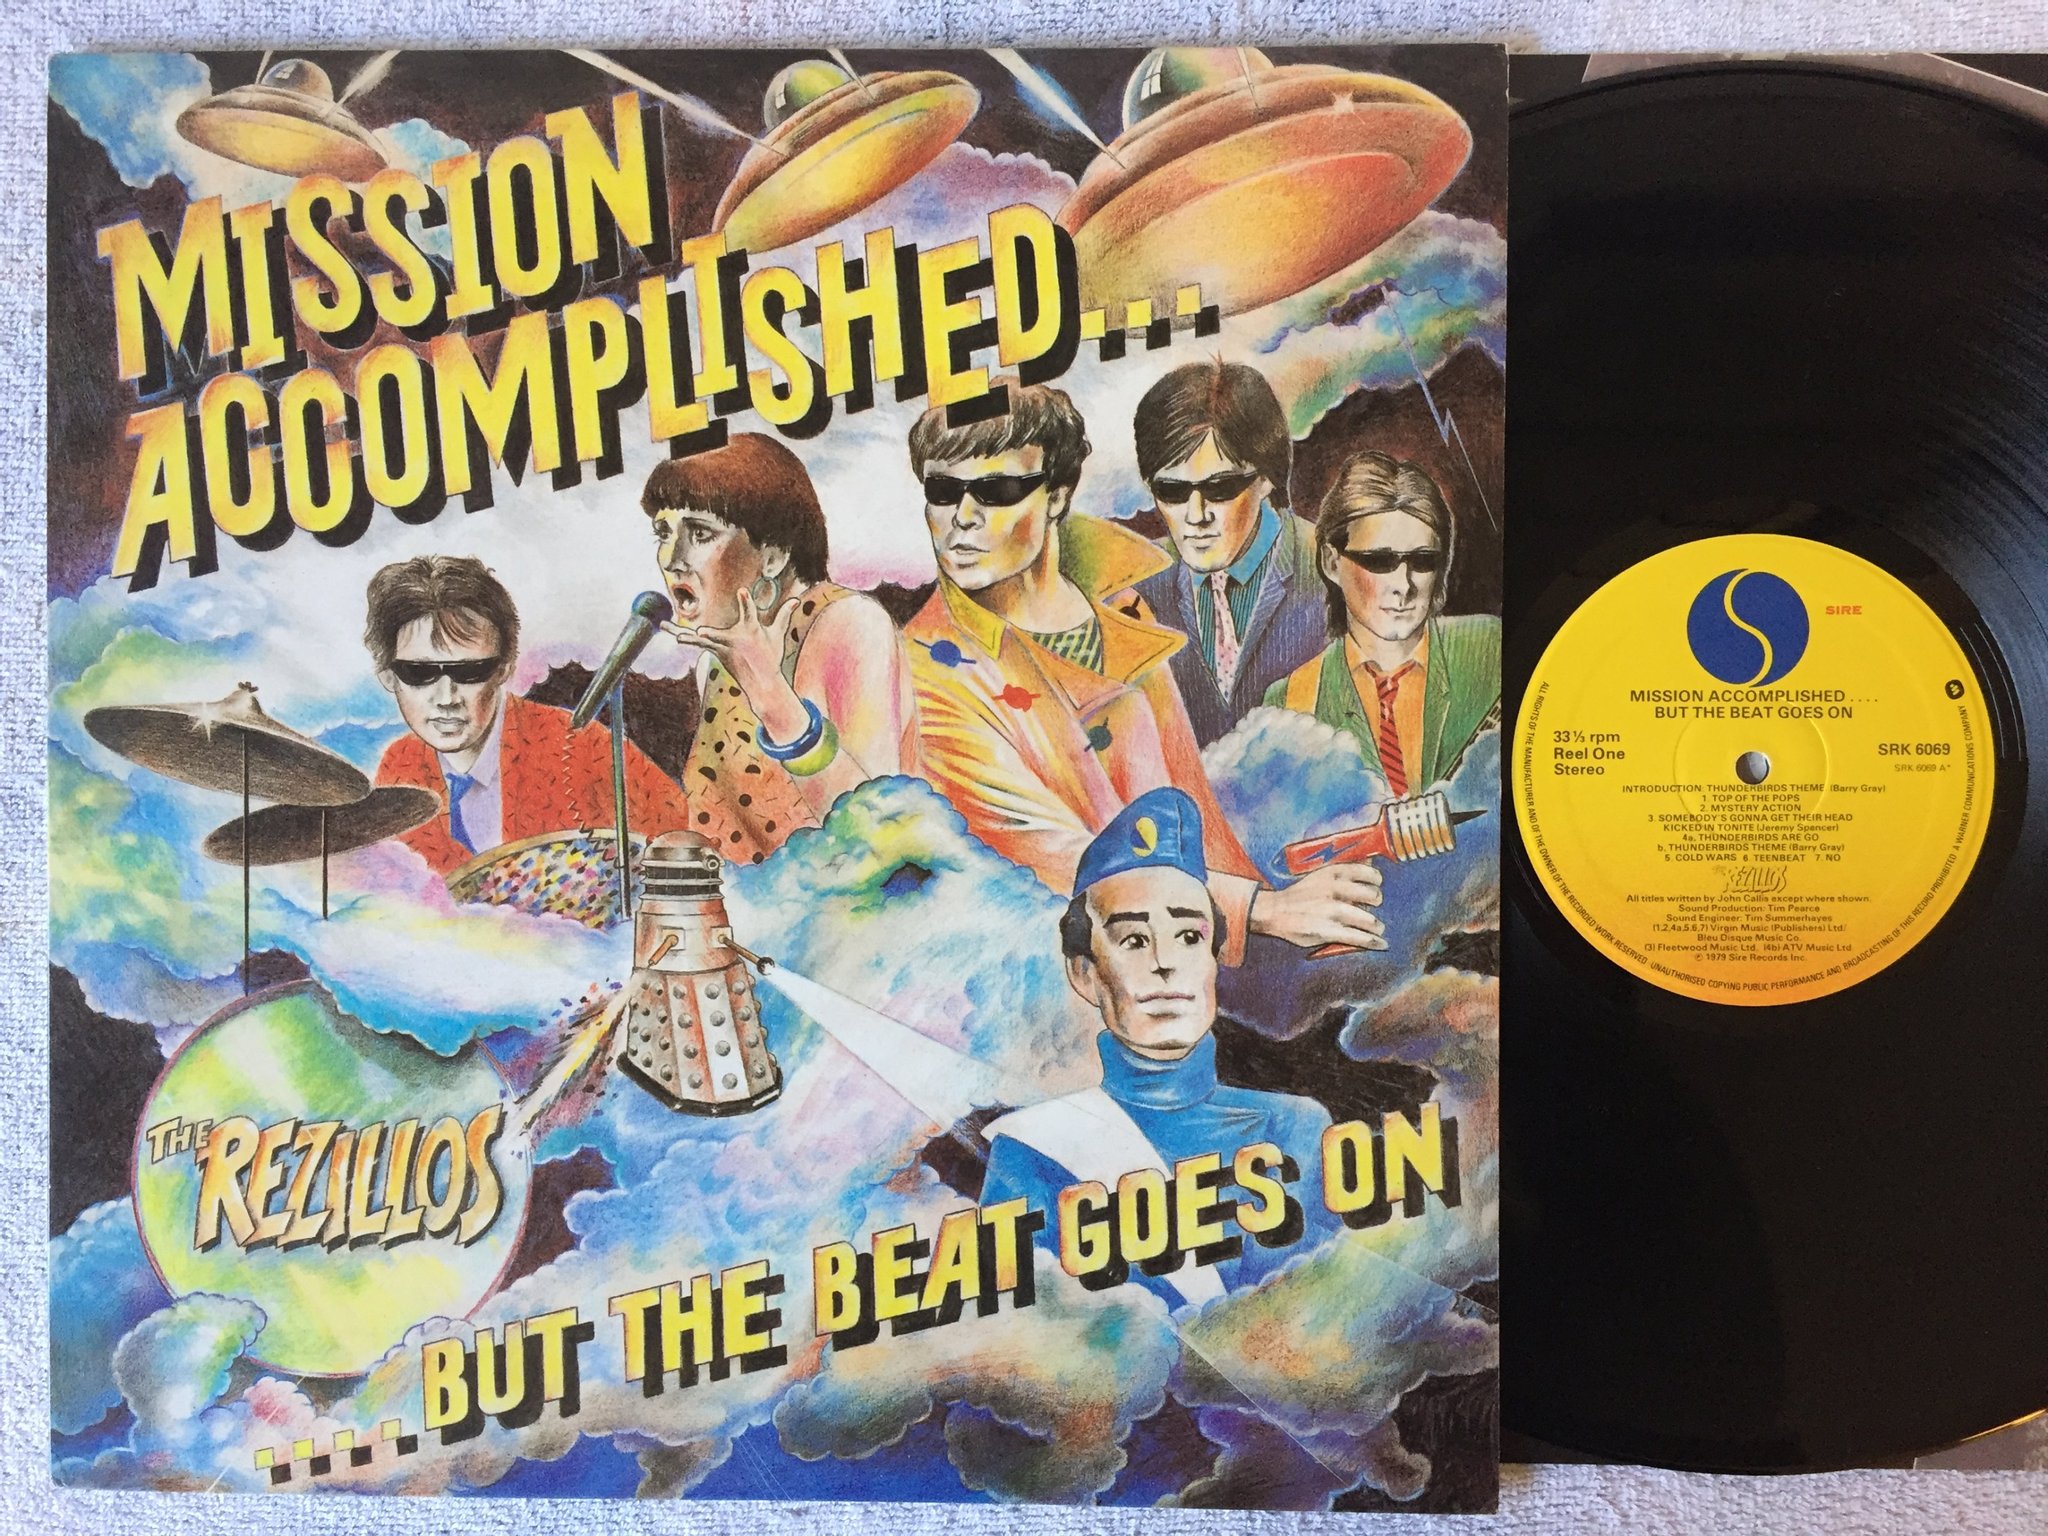 MISSION
ACCOMPLISHED...
THE
REZILLOS
.....BUT THE BEAT GOES ON
SIRE
MISSION ACCOMPLISHED....
BUT THE BEAT GOES ON
33⅓ rpm
Reel One
Stereo
SRK 6069
SRK 6069 A*
INTRODUCTION: THUNDERBIRDS THEME (Barry Gray)
1. TOP OF THE POPS
2. MYSTERY ACTION
3. SOMEBODY'S GONNA GET THEIR HEAD
KICKED IN TONITE (Jeremy Spencer)
4a. THUNDERBIRDS ARE GO
b. THUNDERBIRDS THEME (Barry Gray)
5. COLD WARS 6. TEENBEAT 7. NO
THE REZILLOS
All titles written by John Callis except where shown.
Sound Production: Tim Pearce
Sound Engineer: Tim Summerhayes
(1,2,4a,5,6,7) Virgin Music (Publishers) Ltd/
Bleu Disque Music Co.
(3) Fleetwood Music Ltd. (4b) ATV Music Ltd
℗ 1979 Sire Records Inc.
ALL RIGHTS OF THE MANUFACTURER AND OF THE OWNER OF THE RECORDED WORK RESERVED. UNAUTHORISED COPYING PUBLIC PERFORMANCE AND BROADCASTING OF THIS RECORD PROHIBITED. A WARNER COMMUNICATIONS COMPANY